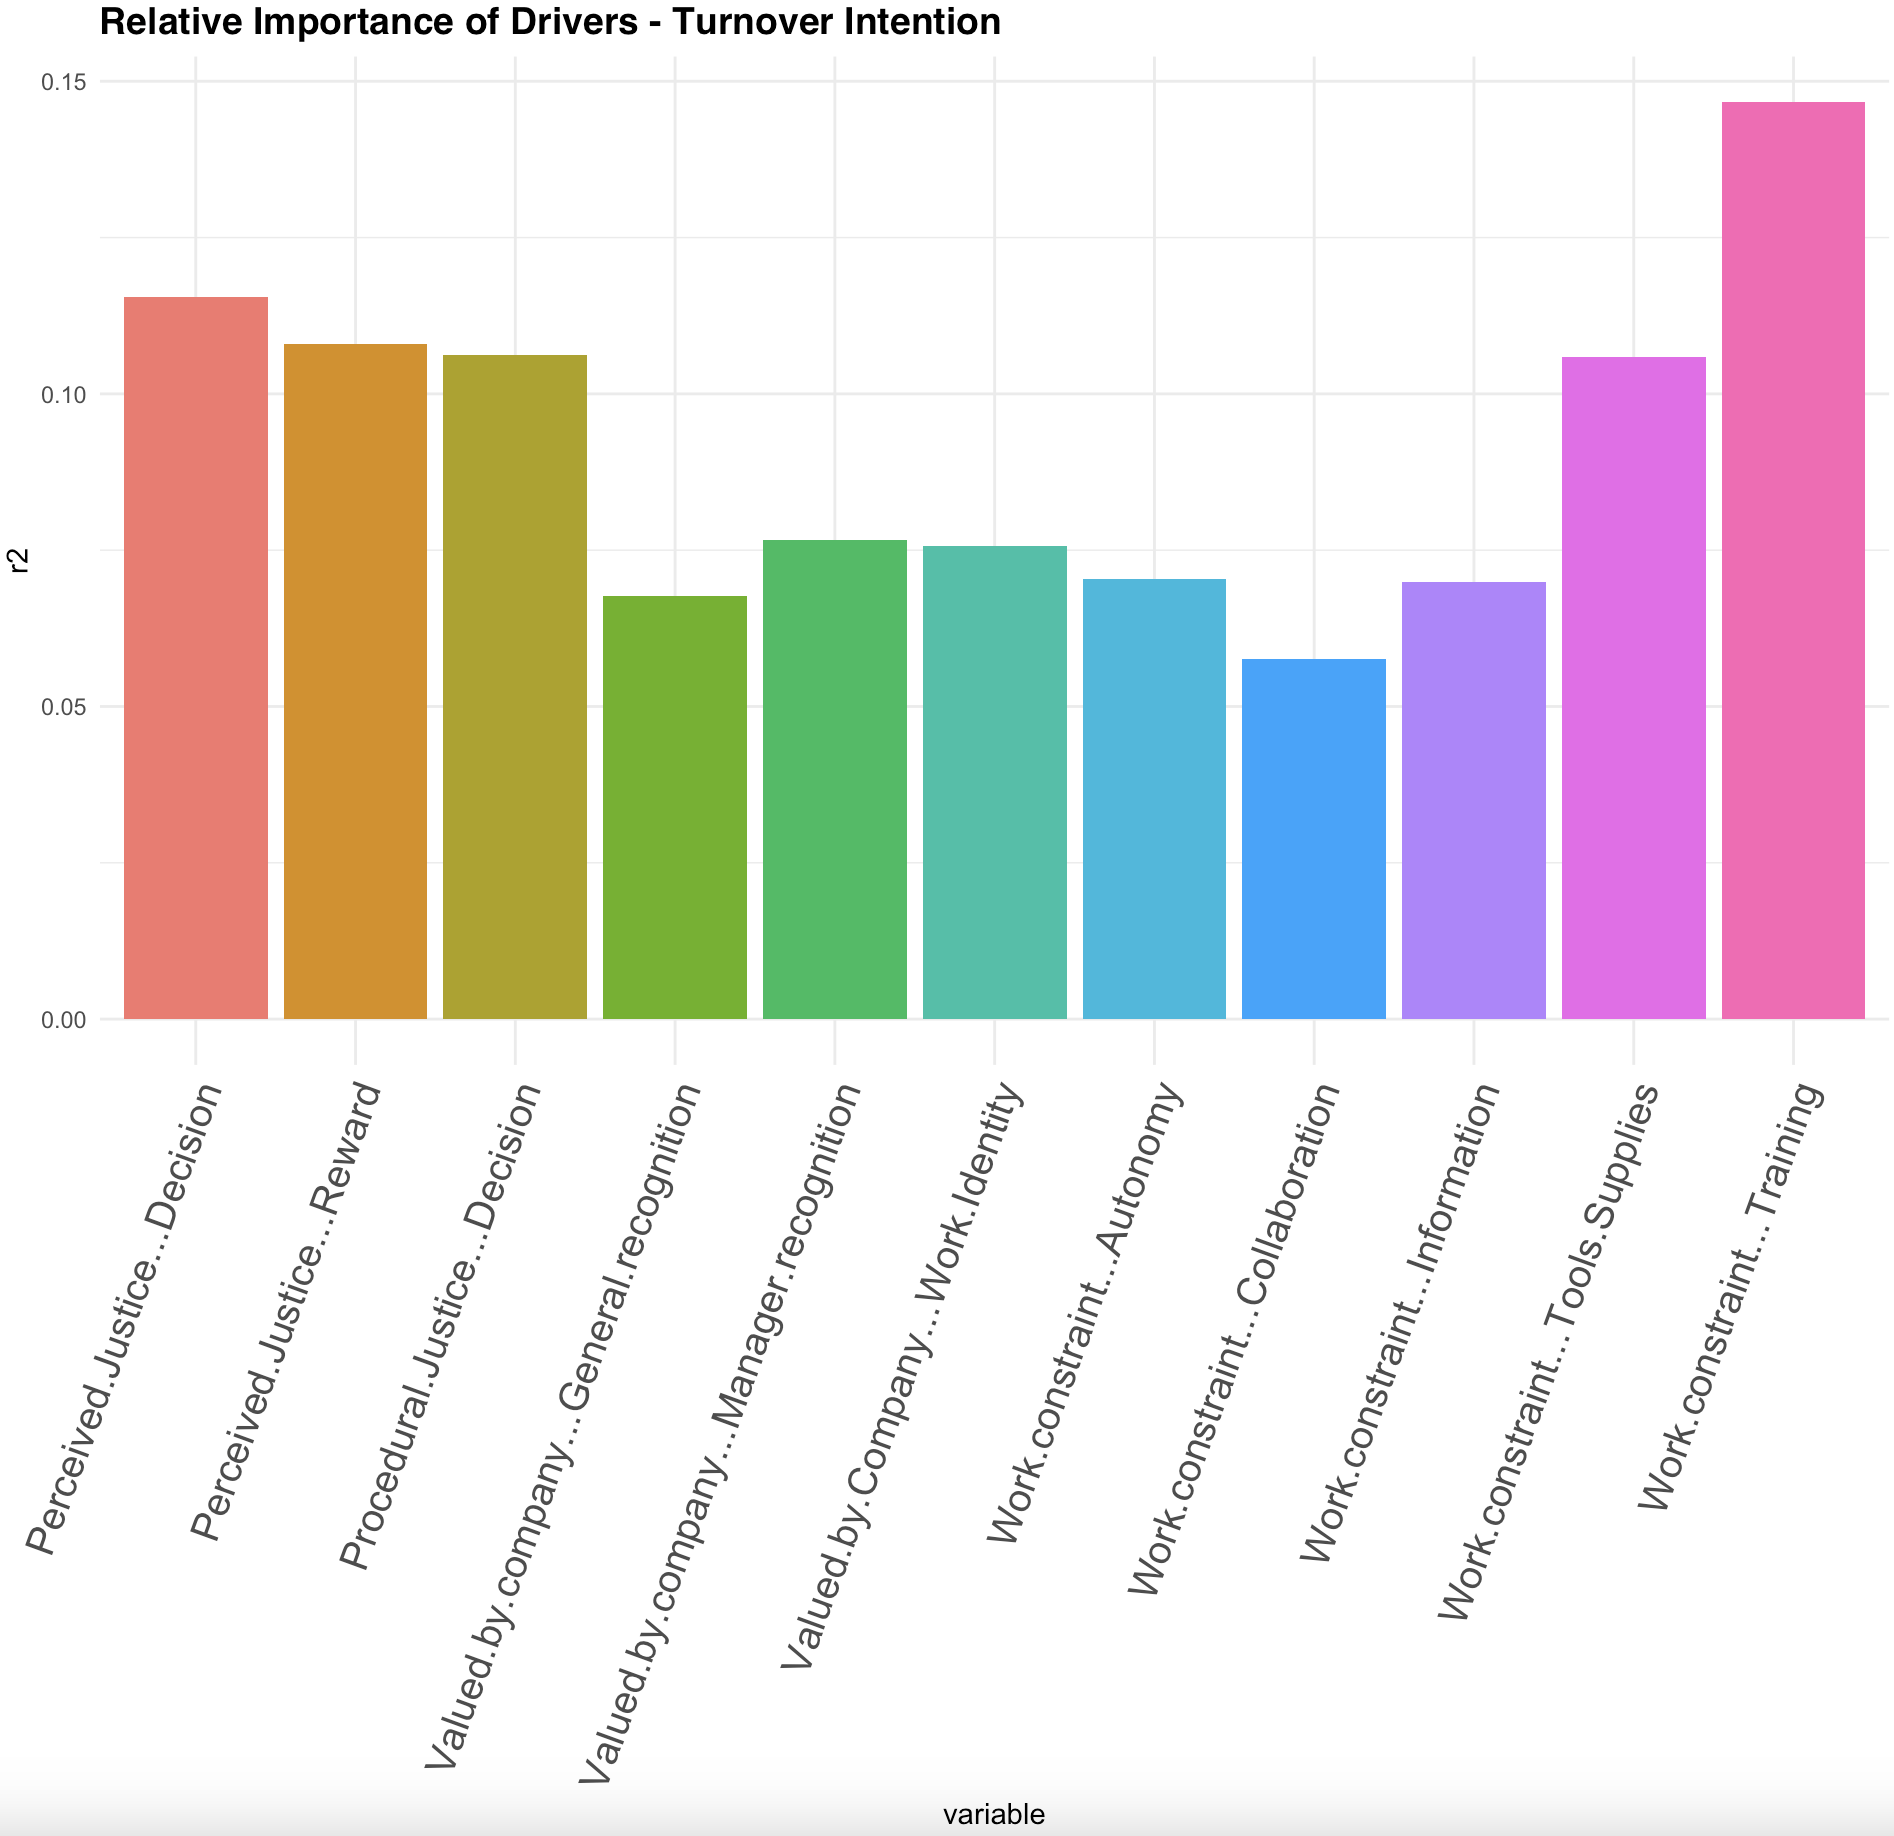 Relative Importance of Drivers - Turnover Intention
0.15
0.10
0.05
0.00
r2
Perceived.Justice...Decision
Perceived.Justice...Reward
Procedural.Justice...Decision
Valued.by.company...General.recognition
Valued.by.company...Manager.recognition
Valued.by.Company...Work.Identity
Work.constraint...Autonomy
Work.constraint...Collaboration
Work.constraint...Information
Work.constraint...Tools.Supplies
Work.constraint...Training
variable